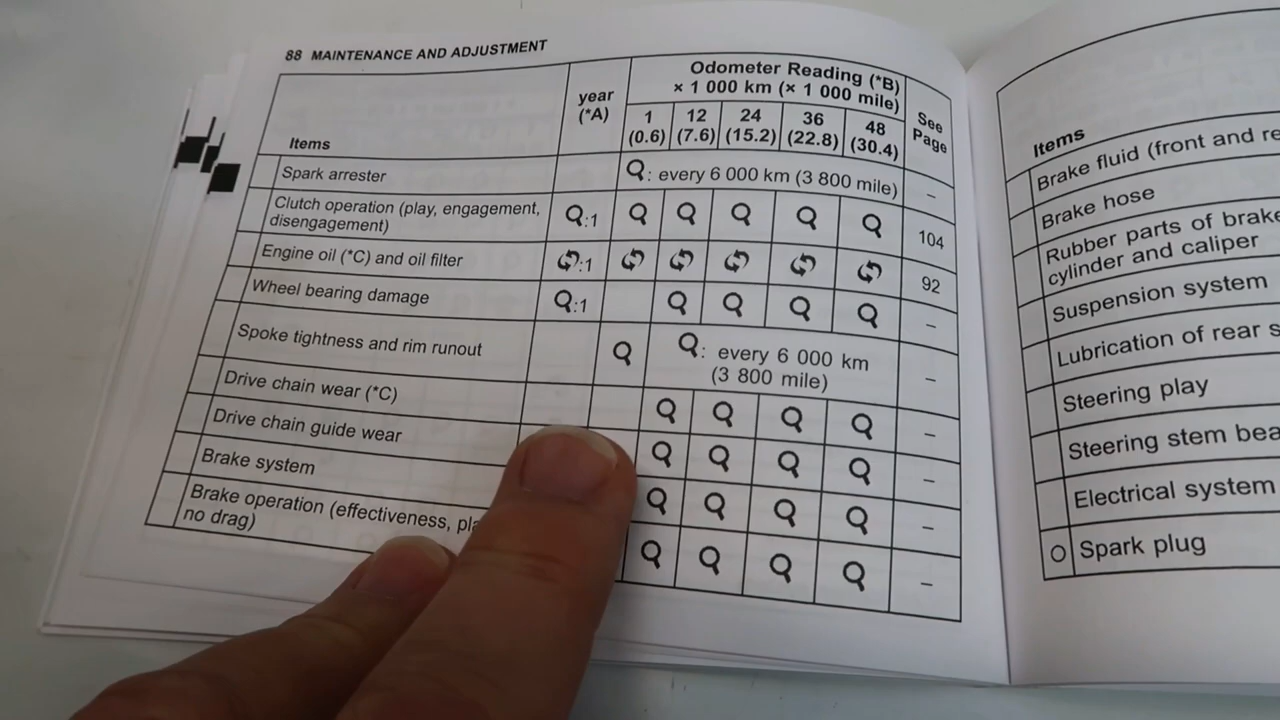 88 MAINTENANCE AND ADJUSTMENT
Items
year
(*A)
Odometer Reading (*B)
× 1 000 km (× 1 000 mile)
1
(0.6)
12
(7.6)
24
(15.2)
36
(22.8)
48
(30.4)
See
Page
Spark arrester
: every 6 000 km (3 800 mile)
–
Clutch operation (play, engagement,
disengagement)
:1
104
Engine oil (*C) and oil filter
:1
92
Wheel bearing damage
:1
–
Spoke tightness and rim runout
: every 6 000 km
(3 800 mile)
–
Drive chain wear (*C)
–
Drive chain guide wear
–
Brake system
–
Brake operation (effectiveness,
no drag)
–
Items
Brake fluid (front and
Brake hose
Rubber parts of
cylinder and caliper
Suspension system
Lubrication of rear
Steering play
Steering stem
Electrical system
Spark plug